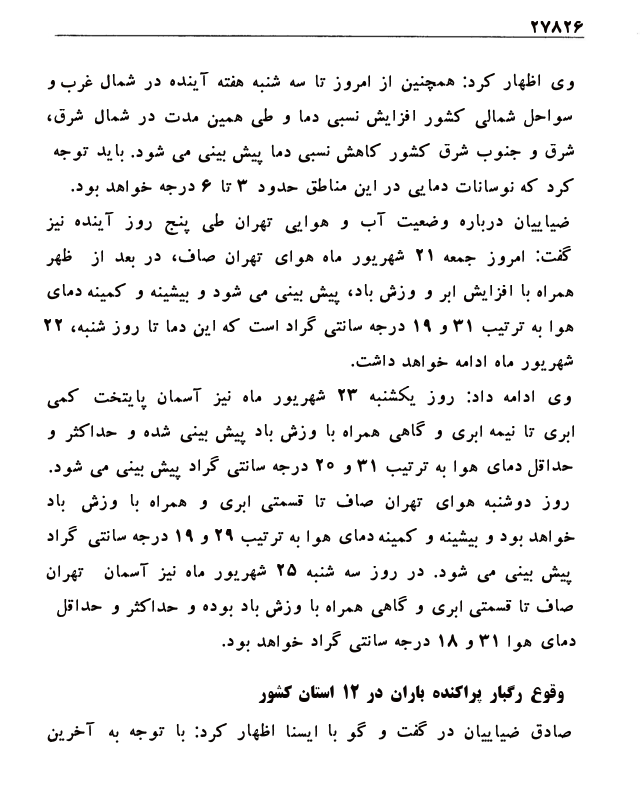 ۲۷۸۲۶
وی اظهار کرد: همچنین از امروز تا سه شنبه هفته آینده در شمال غرب و
سواحل شمالی کشور افزایش نسبی دما و طی همین مدت در شمال شرق،
شرق و جنوب شرق کشور کاهش نسبی دما پیش بینی می شود. باید توجه
کرد که نوسانات دمایی در این مناطق حدود ۳ تا ۶ درجه خواهد بود.
ضیاییان درباره وضعیت آب و هوایی تهران طی پنج روز آینده نیز
گفت: امروز جمعه ۲۱ شهریور ماه هوای تهران صاف، در بعد از ظهر
همراه با افزایش ابر و وزش باد، پیش بینی می شود و بیشینه و کمینه دمای
هوا به ترتیب ۳۱ و ۱۹ درجه سانتی گراد است که این دما تا روز شنبه، ۲۲
شهریور ماه ادامه خواهد داشت.
وی ادامه داد: روز یکشنبه ۲۳ شهریور ماه نیز آسمان پایتخت کمی
ابری تا نیمه ابری و گاهی همراه با وزش باد پیش بینی شده و حداکثر و
حداقل دمای هوا به ترتیب ۳۱ و ۲۰ درجه سانتی گراد پیش بینی می شود.
روز دوشنبه هوای تهران صاف تا قسمتی ابری و همراه با وزش باد
خواهد بود و بیشینه و کمینه دمای هوا به ترتیب ۲۹ و ۱۹ درجه سانتی گراد
پیش بینی می شود. در روز سه شنبه ۲۵ شهریور ماه نیز آسمان تهران
صاف تا قسمتی ابری و گاهی همراه با وزش باد بوده و حداکثر و حداقل
دمای هوا ۳۱ و ۱۸ درجه سانتی گراد خواهد بود.
وقوع رگبار پراکنده باران در ۱۲ استان کشور
صادق ضیاییان در گفت و گو با ایسنا اظهار کرد: با توجه به آخرین